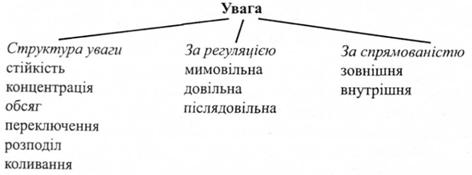 Увага
Структура уваги
стійкість
концентрація
обсяг
переключення
розподіл
коливання
За регуляцією
мимовільна
довільна
післядовільна
За спрямованістю
зовнішня
внутрішня